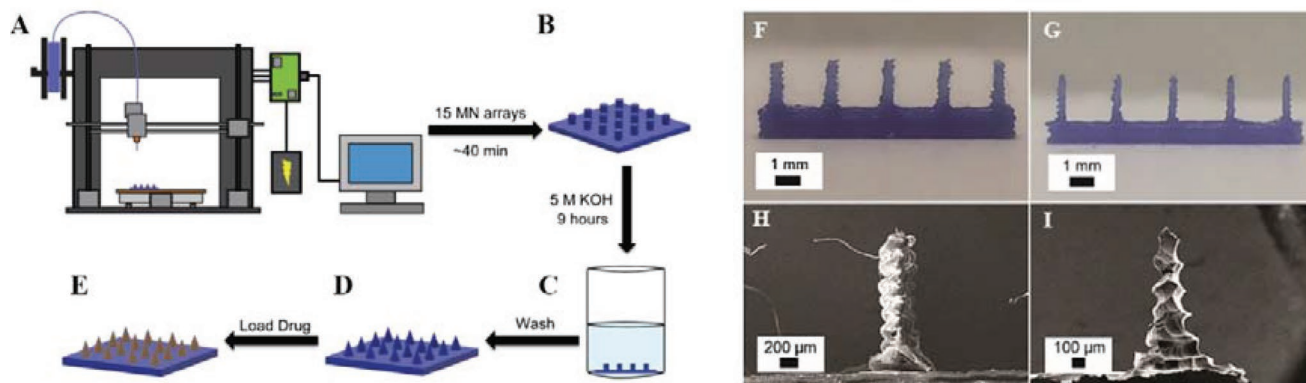 A
B
15 MN arrays
~40 min
5 M KOH
9 hours
C
Wash
D
Load Drug
E
F
1 mm
G
1 mm
H
200 μm
I
100 μm